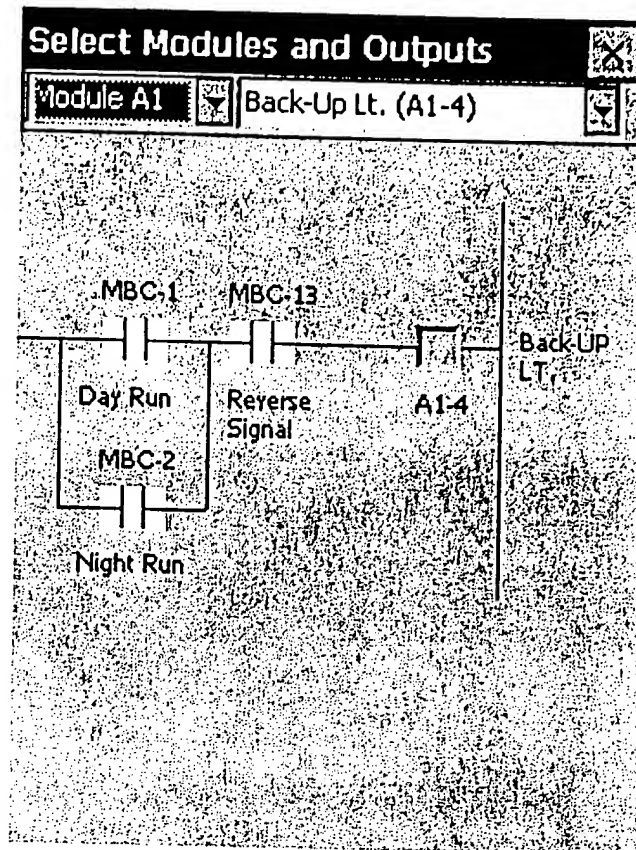 Select Modules and Outputs
Module A1
Back-Up Lt. (A1-4)
MBC-1
MBC-13
Day Run
Reverse
Signal
A1-4
Back-UP
LT.
MBC-2
Night Run